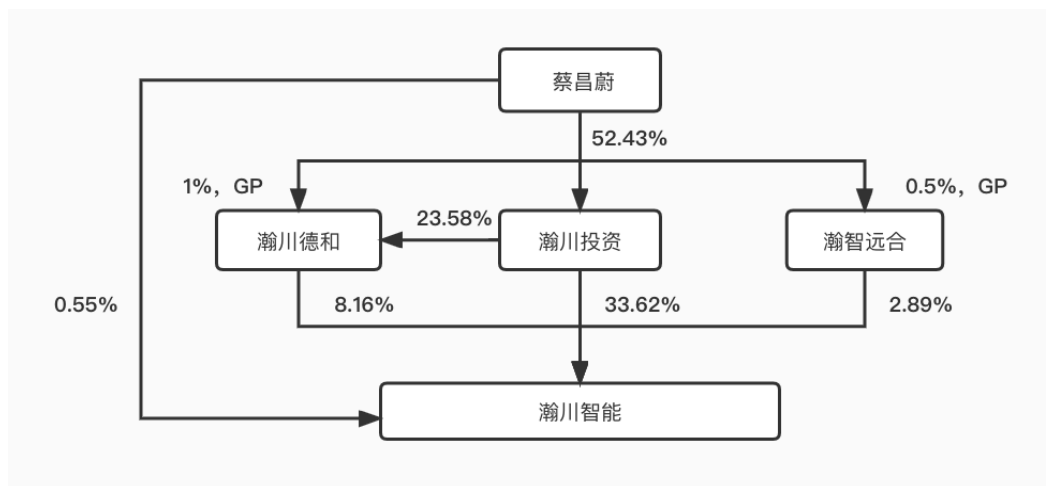 蔡昌蔚
52.43%
1%，GP
0.5%，GP
23.58%
瀚川德和
瀚川投资
瀚智远合
0.55%
8.16%
33.62%
2.89%
瀚川智能